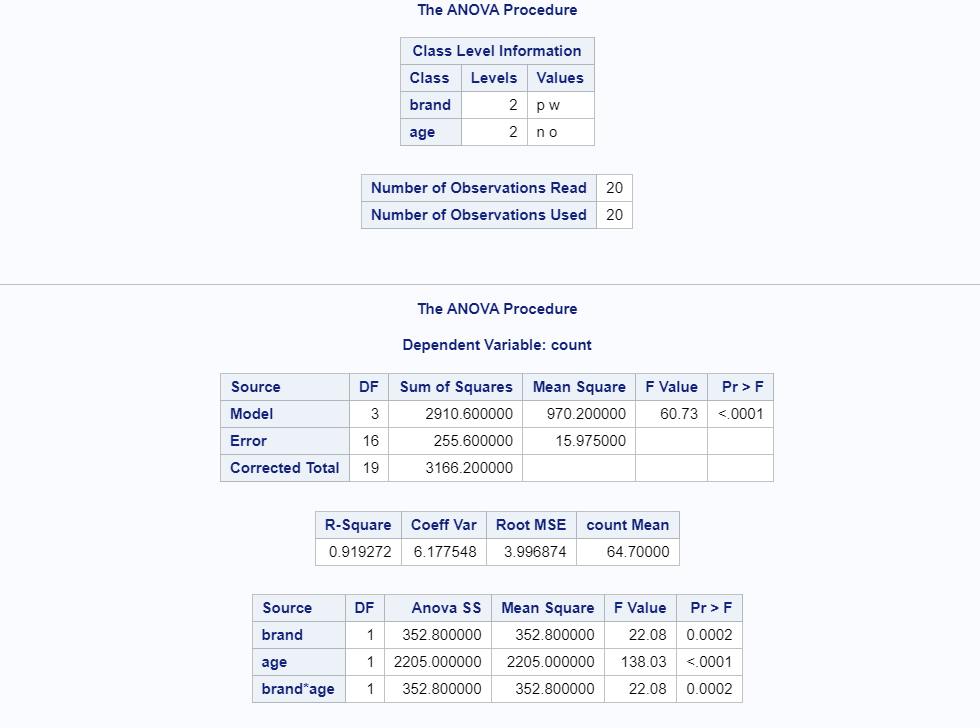 The ANOVA Procedure
Class Level Information
Class Levels Values
brand 2 p w
age 2 n o
Number of Observations Read 20
Number of Observations Used 20
The ANOVA Procedure
Dependent Variable: count
Source DF Sum of Squares Mean Square F Value Pr > F
Model 3 2910.600000 970.200000 60.73 <.0001
Error 16 255.600000 15.975000
Corrected Total 19 3166.200000
R-Square Coeff Var Root MSE count Mean
0.919272 6.177548 3.996874 64.70000
Source DF Anova SS Mean Square F Value Pr > F
brand 1 352.800000 352.800000 22.08 0.0002
age 1 2205.000000 2205.000000 138.03 <.0001
brand*age 1 352.800000 352.800000 22.08 0.0002